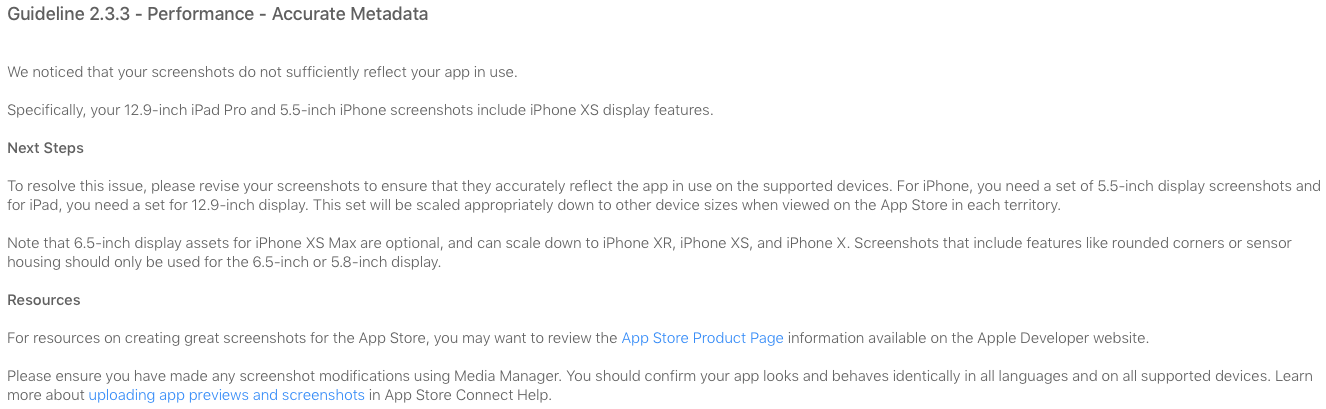 Guideline 2.3.3 - Performance - Accurate Metadata
We noticed that your screenshots do not sufficiently reflect your app in use.
Specifically, your 12.9-inch iPad Pro and 5.5-inch iPhone screenshots include iPhone XS display features.
Next Steps
To resolve this issue, please revise your screenshots to ensure that they accurately reflect the app in use on the supported devices. For iPhone, you need a set of 5.5-inch display screenshots and
for iPad, you need a set for 12.9-inch display. This set will be scaled appropriately down to other device sizes when viewed on the App Store in each territory.
Note that 6.5-inch display assets for iPhone XS Max are optional, and can scale down to iPhone XR, iPhone XS, and iPhone X. Screenshots that include features like rounded corners or sensor
housing should only be used for the 6.5-inch or 5.8-inch display.
Resources
For resources on creating great screenshots for the App Store, you may want to review the App Store Product Page information available on the Apple Developer website.
Please ensure you have made any screenshot modifications using Media Manager. You should confirm your app looks and behaves identically in all languages and on all supported devices. Learn
more about uploading app previews and screenshots in App Store Connect Help.